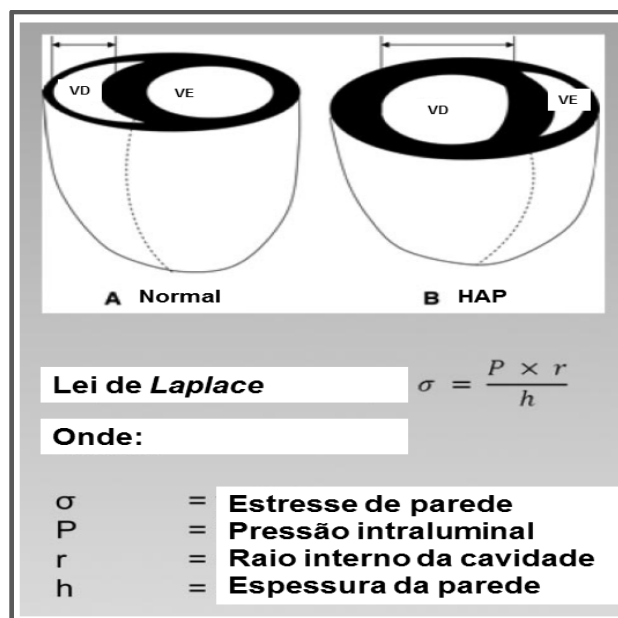 VD VE VD VE
A Normal B HAP
Lei de Laplace σ = P × r / h
Onde:
σ = Estresse de parede
P = Pressão intraluminal
r = Raio interno da cavidade
h = Espessura da parede